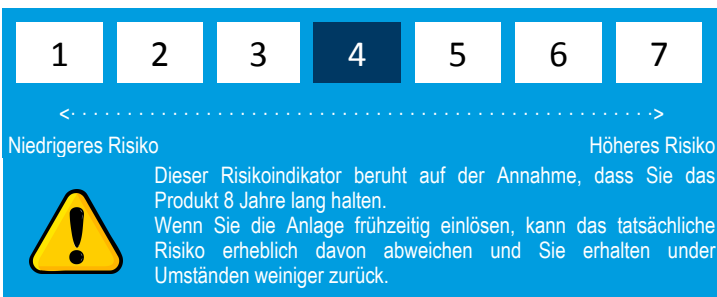 1 2 3 4 5 6 7
<· · · · · · · · · · · · · · · · · · · · · · · · · · · · · · · · · · · · · · · · · · · · · · · · · · · ·>
Niedrigeres Risiko Höheres Risiko
Dieser Risikoindikator beruht auf der Annahme, dass Sie das
Produkt 8 Jahre lang halten.
Wenn Sie die Anlage frühzeitig einlösen, kann das tatsächliche
Risiko erheblich davon abweichen und Sie erhalten under
Umständen weiniger zurück.
!